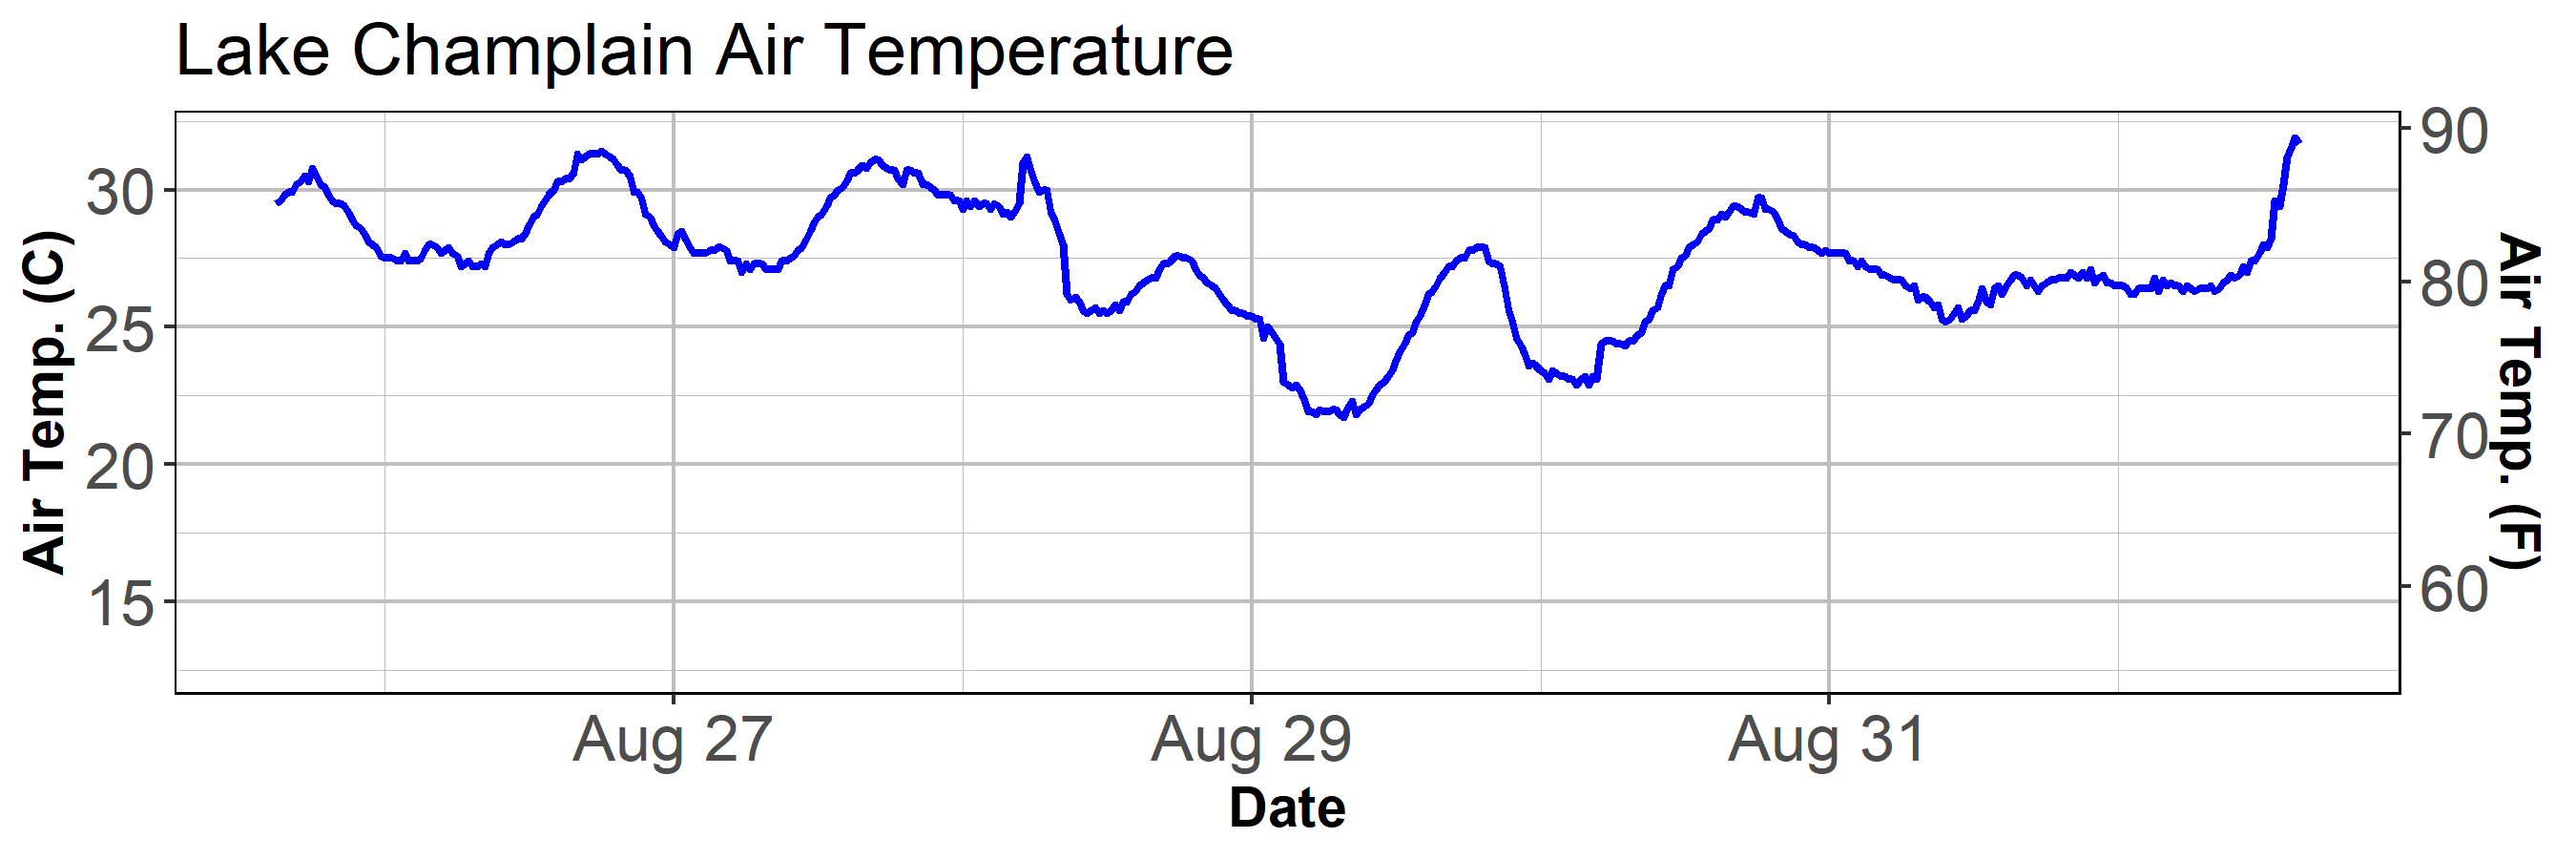 Lake Champlain Air Temperature
Air Temp. (C)
30
25
20
15
90
80
70
60
Air Temp. (F)
Aug 27
Aug 29
Aug 31
Date